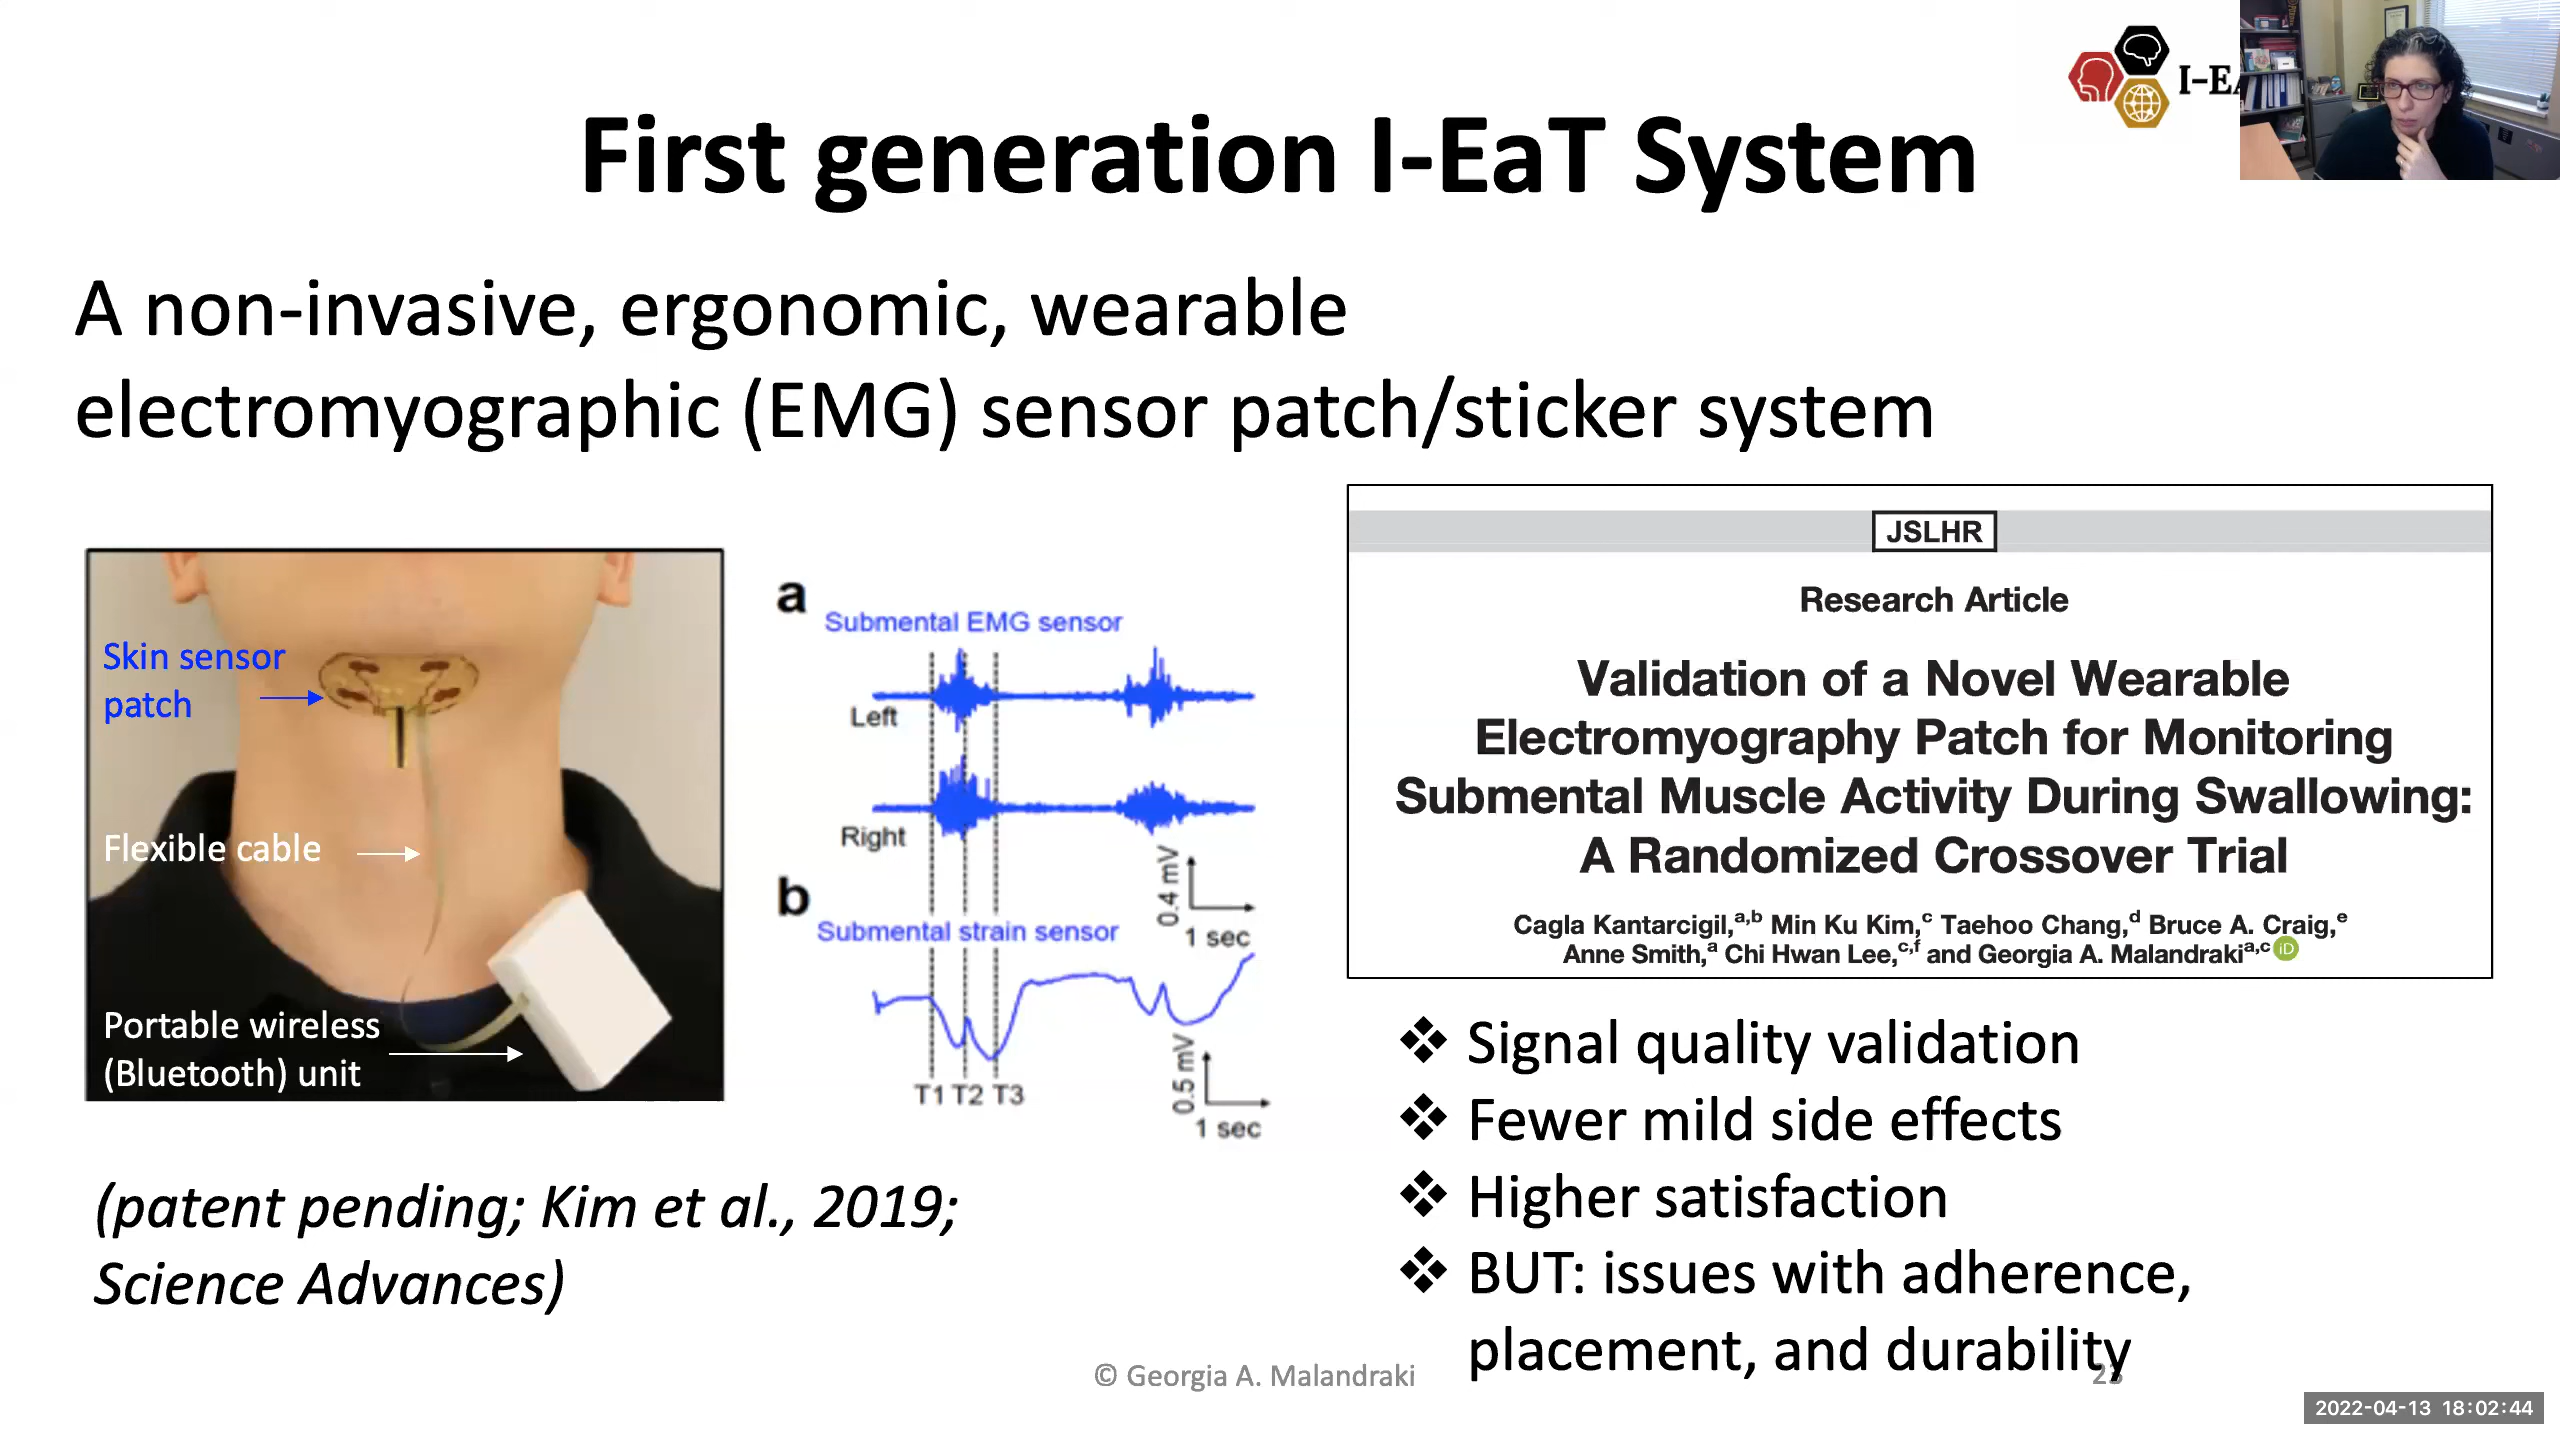 I-EA
First generation I-EaT System
A non-invasive, ergonomic, wearable
electromyographic (EMG) sensor patch/sticker system
Skin sensor
patch
Flexible cable
Portable wireless
(Bluetooth) unit
a
Submental EMG sensor
Left
Right
0.4 mV
1 sec
b
Submental strain sensor
T1 T2 T3
0.5 mV
1 sec
(patent pending; Kim et al., 2019;
Science Advances)
JSLHR
Research Article
Validation of a Novel Wearable
Electromyography Patch for Monitoring
Submental Muscle Activity During Swallowing:
A Randomized Crossover Trial
Cagla Kantarcigil,a,b Min Ku Kim,c Taehoo Chang,d Bruce A. Craig,e
Anne Smith,a Chi Hwan Lee,c,f and Georgia A. Malandrakia,c iD
❖ Signal quality validation
❖ Fewer mild side effects
❖ Higher satisfaction
❖ BUT: issues with adherence,
placement, and durability
© Georgia A. Malandraki
2022-04-13 18:02:44